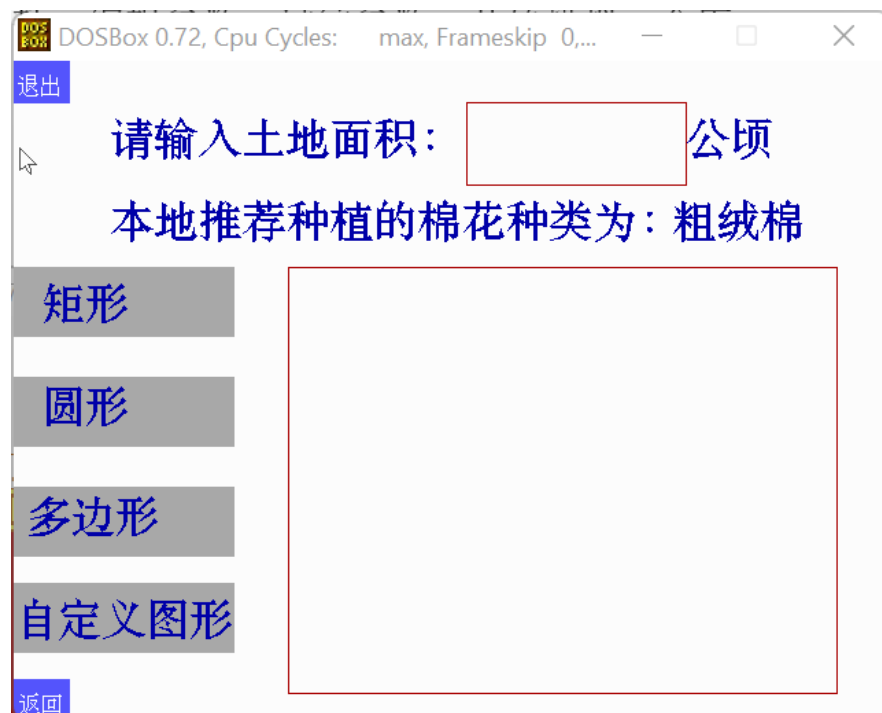 DOSBox 0.72, Cpu Cycles: max, Frameskip 0,...
退出
请输入土地面积： 公顷
本地推荐种植的棉花种类为：粗绒棉
矩形
圆形
多边形
自定义图形
返回